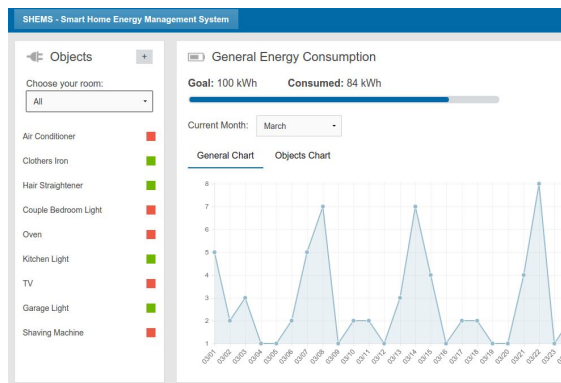 SHEMS - Smart Home Energy Management System
Objects
+
Choose your room:
All
Air Conditioner
Clothers Iron
Hair Straightener
Couple Bedroom Light
Oven
Kitchen Light
TV
Garage Light
Shaving Machine
General Energy Consumption
Goal: 100 kWh Consumed: 84 kWh
Current Month: March
General Chart Objects Chart
8
7
6
5
4
3
2
1
03/01 03/02 03/03 03/04 03/05 03/06 03/07 03/08 03/09 03/10 03/11 03/12 03/13 03/14 03/15 03/16 03/17 03/18 03/19 03/20 03/21 03/22 03/23